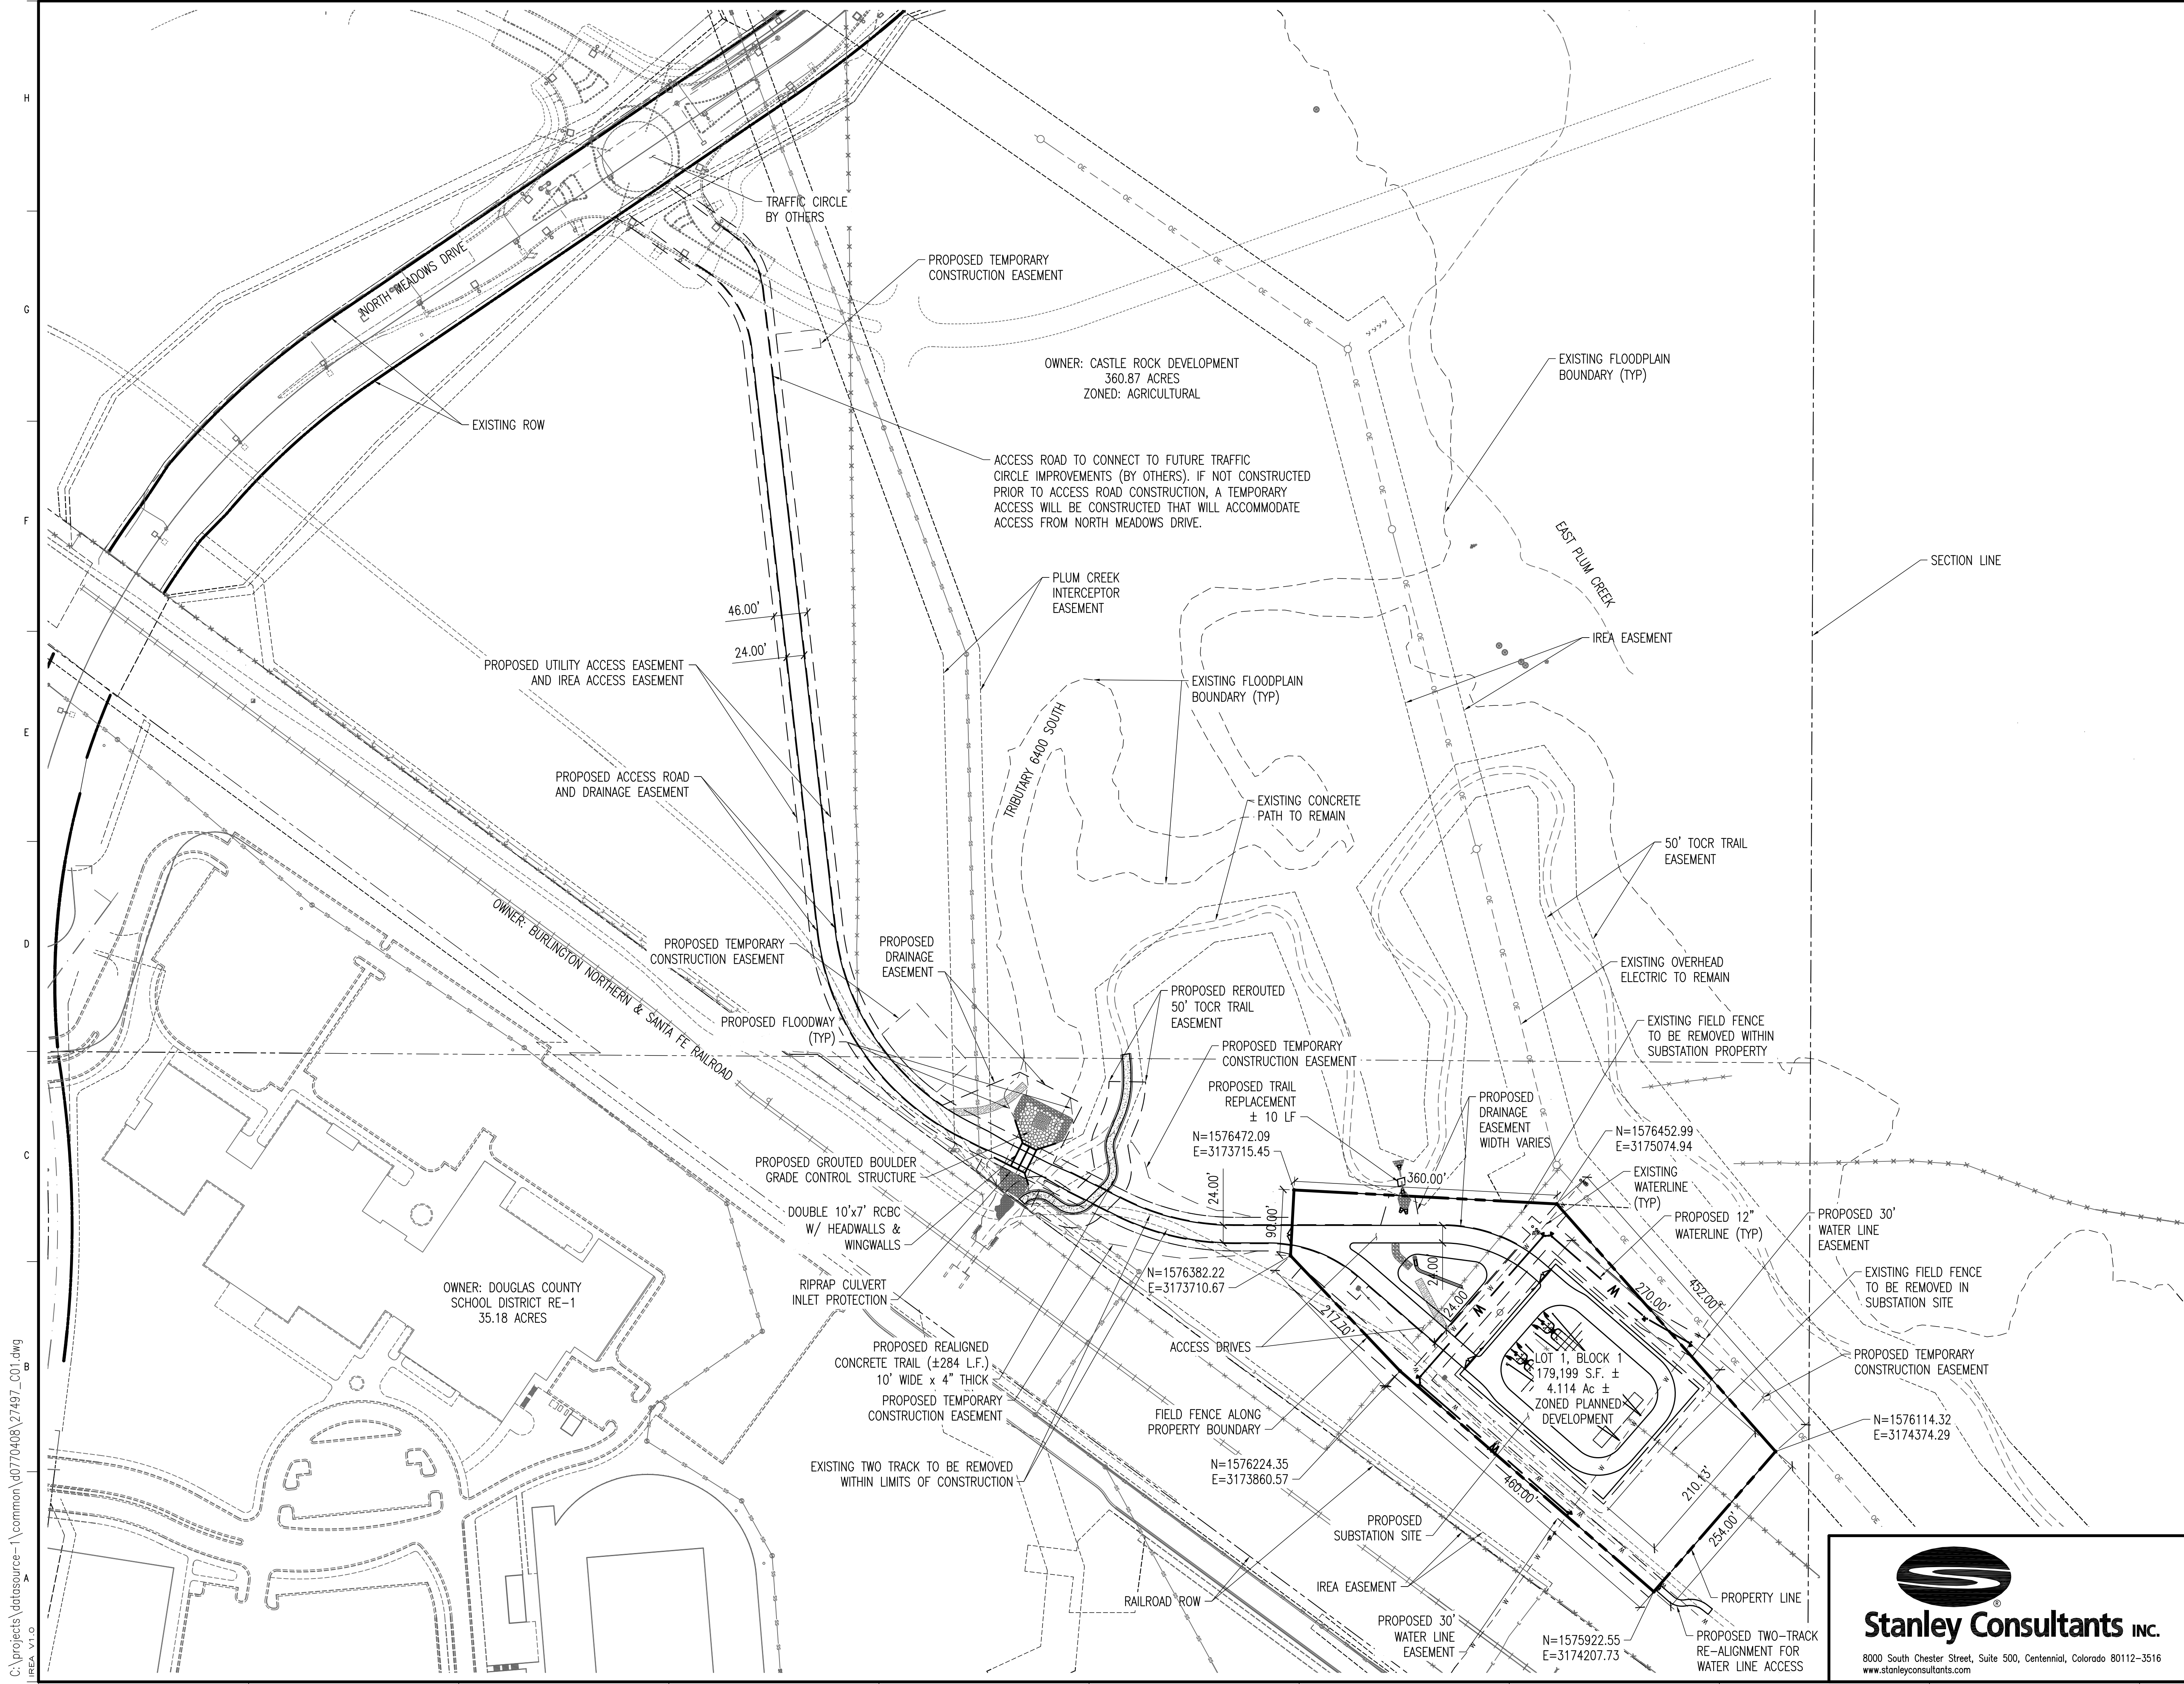 H
G
F
E
D
C
B
A
C:\projects\datasource-1\common\d0770408\27497_001.dwg
IREA V1.0
NORTH MEADOWS DRIVE
TRAFFIC CIRCLE
BY OTHERS
PROPOSED TEMPORARY
CONSTRUCTION EASEMENT
EXISTING ROW
OWNER: CASTLE ROCK DEVELOPMENT
360.87 ACRES
ZONED: AGRICULTURAL
EXISTING FLOODPLAIN
BOUNDARY (TYP)
ACCESS ROAD TO CONNECT TO FUTURE TRAFFIC
CIRCLE IMPROVEMENTS (BY OTHERS). IF NOT CONSTRUCTED
PRIOR TO ACCESS ROAD CONSTRUCTION, A TEMPORARY
ACCESS WILL BE CONSTRUCTED THAT WILL ACCOMMODATE
ACCESS FROM NORTH MEADOWS DRIVE.
EAST PLUM CREEK
SECTION LINE
PLUM CREEK
INTERCEPTOR
EASEMENT
46.00'
24.00'
IREA EASEMENT
PROPOSED UTILITY ACCESS EASEMENT
AND IREA ACCESS EASEMENT
EXISTING FLOODPLAIN
BOUNDARY (TYP)
TRIBUTARY 6400 SOUTH
PROPOSED ACCESS ROAD
AND DRAINAGE EASEMENT
EXISTING CONCRETE
PATH TO REMAIN
50' TOCR TRAIL
EASEMENT
OWNER: BURLINGTON NORTHERN & SANTA FE RAILROAD
PROPOSED TEMPORARY
CONSTRUCTION EASEMENT
PROPOSED
DRAINAGE
EASEMENT
EXISTING OVERHEAD
ELECTRIC TO REMAIN
PROPOSED REROUTED
50' TOCR TRAIL
EASEMENT
PROPOSED FLOODWAY
(TYP)
EXISTING FIELD FENCE
TO BE REMOVED WITHIN
SUBSTATION PROPERTY
PROPOSED TEMPORARY
CONSTRUCTION EASEMENT
PROPOSED TRAIL
REPLACEMENT
± 10 LF
PROPOSED
DRAINAGE
EASEMENT
WIDTH VARIES
N=1576472.09
E=3173715.45
N=1576452.99
E=3175074.94
PROPOSED GROUTED BOULDER
GRADE CONTROL STRUCTURE
EXISTING
WATERLINE
(TYP)
360.00'
24.00'
90.00'
DOUBLE 10'x7' RCBC
W/ HEADWALLS &
WINGWALLS
PROPOSED 12"
WATERLINE (TYP)
PROPOSED 30'
WATER LINE
EASEMENT
RIPRAP CULVERT
INLET PROTECTION
N=1576382.22
E=3173710.67
24.00
24.00'
270.00'
452.00'
EXISTING FIELD FENCE
TO BE REMOVED IN
SUBSTATION SITE
OWNER: DOUGLAS COUNTY
SCHOOL DISTRICT RE-1
35.18 ACRES
217.70'
ACCESS DRIVES
PROPOSED REALIGNED
CONCRETE TRAIL (±284 L.F.)
10' WIDE x 4" THICK
LOT 1, BLOCK 1
179,199 S.F. ±
4.114 Ac ±
ZONED PLANNED
DEVELOPMENT
PROPOSED TEMPORARY
CONSTRUCTION EASEMENT
PROPOSED TEMPORARY
CONSTRUCTION EASEMENT
FIELD FENCE ALONG
PROPERTY BOUNDARY
N=1576114.32
E=3174374.29
EXISTING TWO TRACK TO BE REMOVED
WITHIN LIMITS OF CONSTRUCTION
N=1576224.35
E=3173860.57
460.00'
210.13'
254.00'
PROPOSED
SUBSTATION SITE
IREA EASEMENT
RAILROAD ROW
PROPERTY LINE
PROPOSED 30'
WATER LINE
EASEMENT
N=1575922.55
E=3174207.73
PROPOSED TWO-TRACK
RE-ALIGNMENT FOR
WATER LINE ACCESS
Stanley Consultants INC.
8000 South Chester Street, Suite 500, Centennial, Colorado 80112-3516
www.stanleyconsultants.com